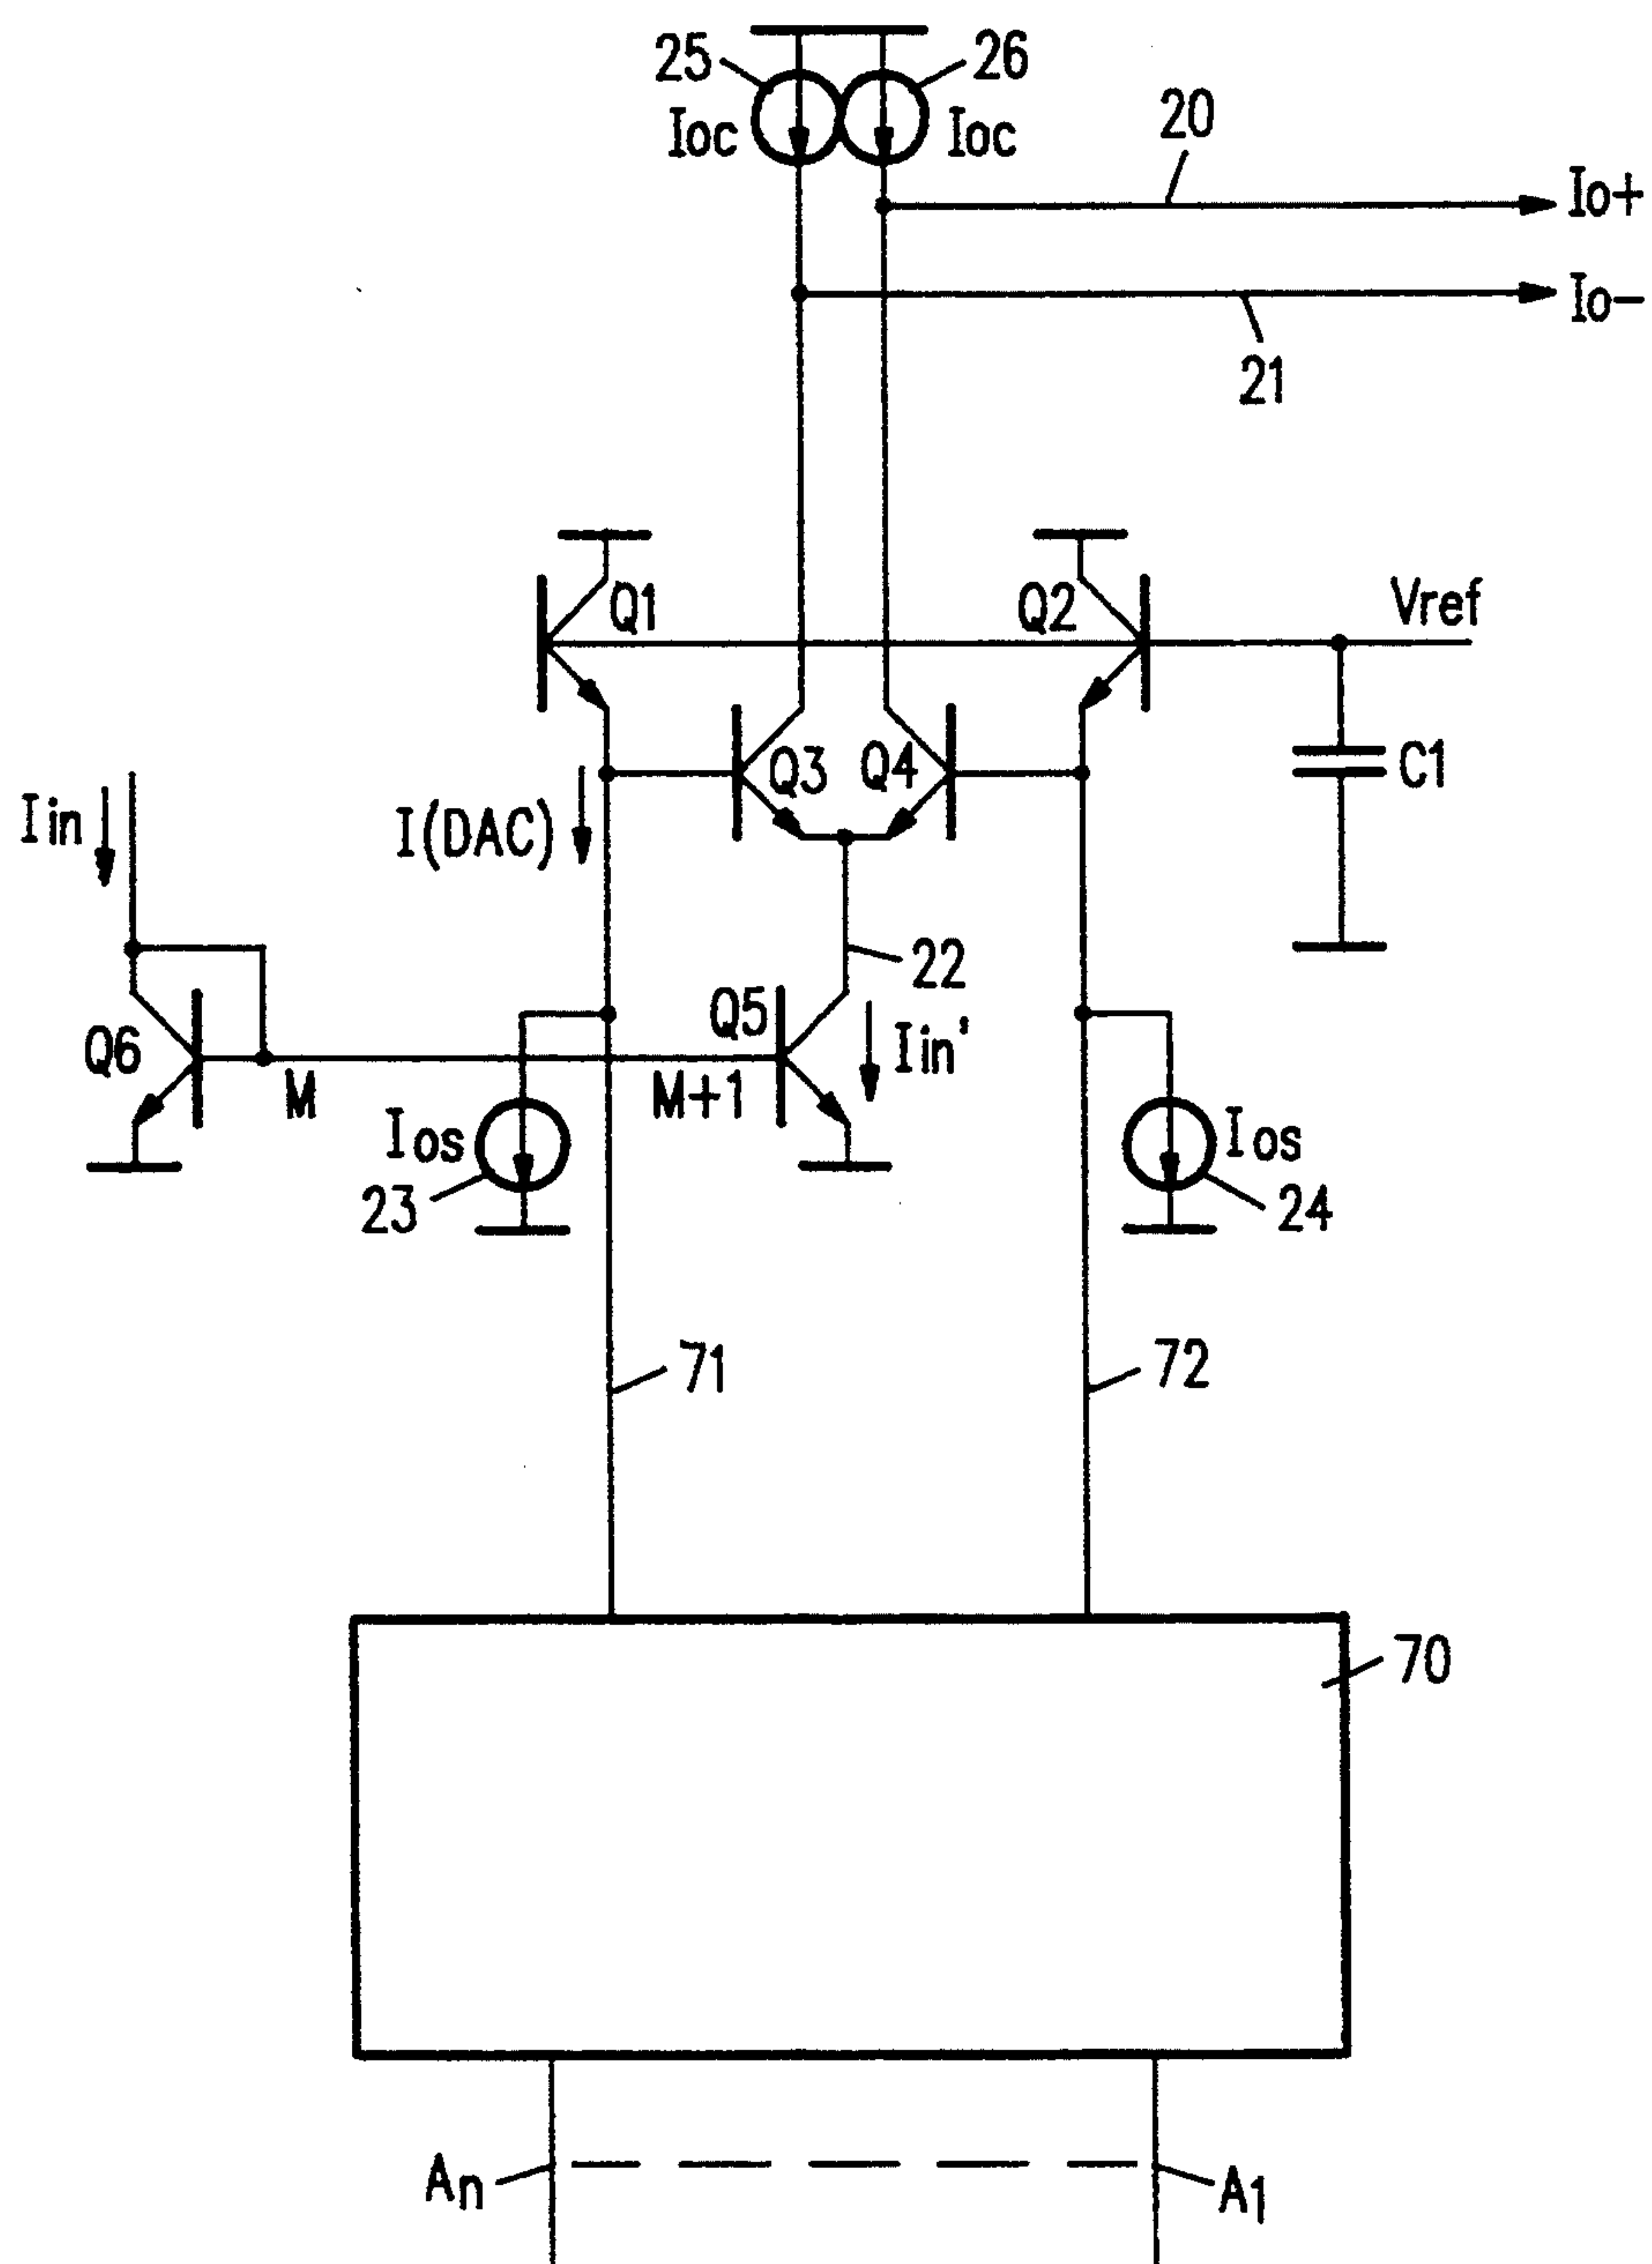 25
26
Ioc
Ioc
20
Io+
Io-
21
Q1
Q2
Vref
Q3
Q4
C1
Iin
I(DAC)
22
Q5
Q6
Iin'
M
M+1
Ios
Ios
23
24
71
72
70
An
A1